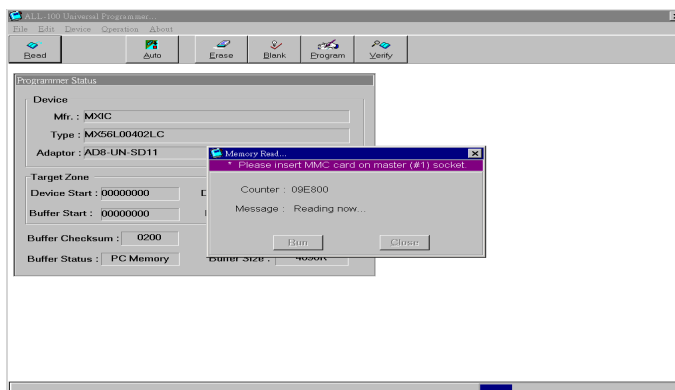 ALL-100 Universal Programmer...
File Edit Device Operation About
Read Auto Erase Blank Program Verify
Programmer Status
Device
Mfr. : MXIC
Type : MX56L00402LC
Adaptor : AD8-UN-SD11
Target Zone
Device Start : 00000000
Buffer Start : 00000000
Buffer Checksum : 0200
Buffer Status : PC Memory Buffer Size : 4096K
Memory Read...
* Please insert MMC card on master (#1) socket.
Counter : 09E800
Message : Reading now...
Run Close